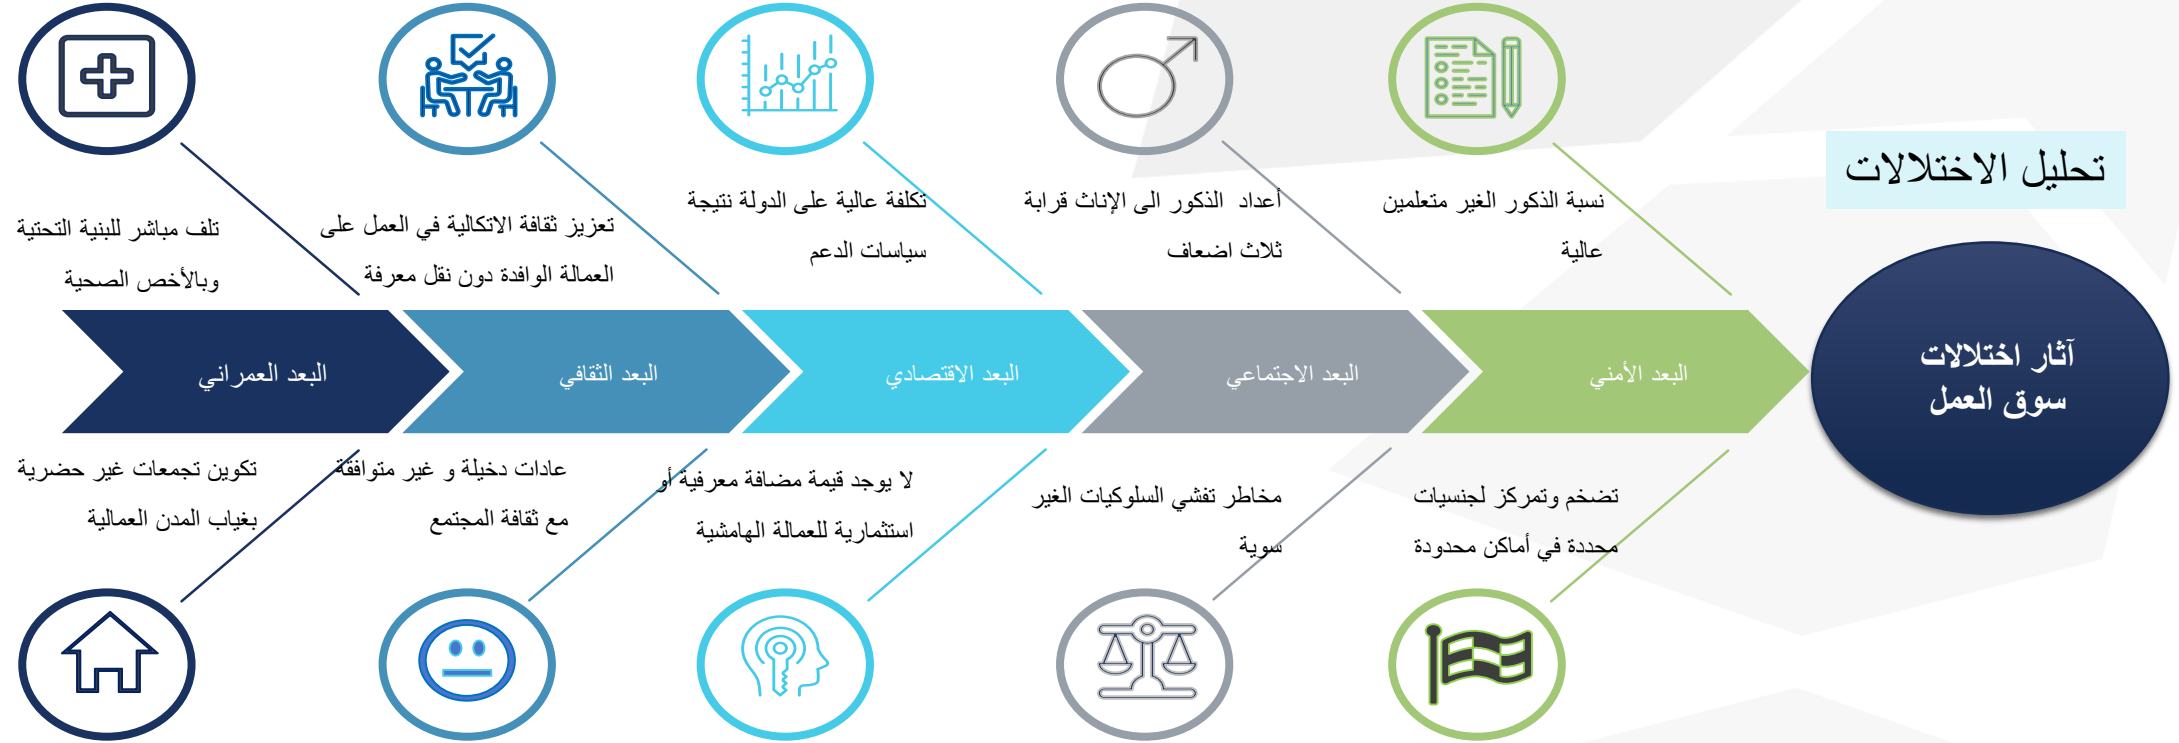 تحليل الاختلالات
آثار اختلالات
سوق العمل
نسبة الذكور الغير متعلمين
عالية
البعد الأمني
تضخم وتمركز لجنسيات
محددة في أماكن محدودة
أعداد الذكور الى الإناث قرابة
ثلاث اضعاف
البعد الاجتماعي
مخاطر تفشي السلوكيات الغير
سوية
تكلفة عالية على الدولة نتيجة
سياسات الدعم
البعد الاقتصادي
لا يوجد قيمة مضافة معرفية أو
استثمارية للعمالة الهامشية
تعزيز ثقافة الاتكالية في العمل على
العمالة الوافدة دون نقل معرفة
البعد الثقافي
عادات دخيلة و غير متوافقة
مع ثقافة المجتمع
تلف مباشر للبنية التحتية
وبالأخص الصحية
البعد العمراني
تكوين تجمعات غير حضرية
بغياب المدن العمالية